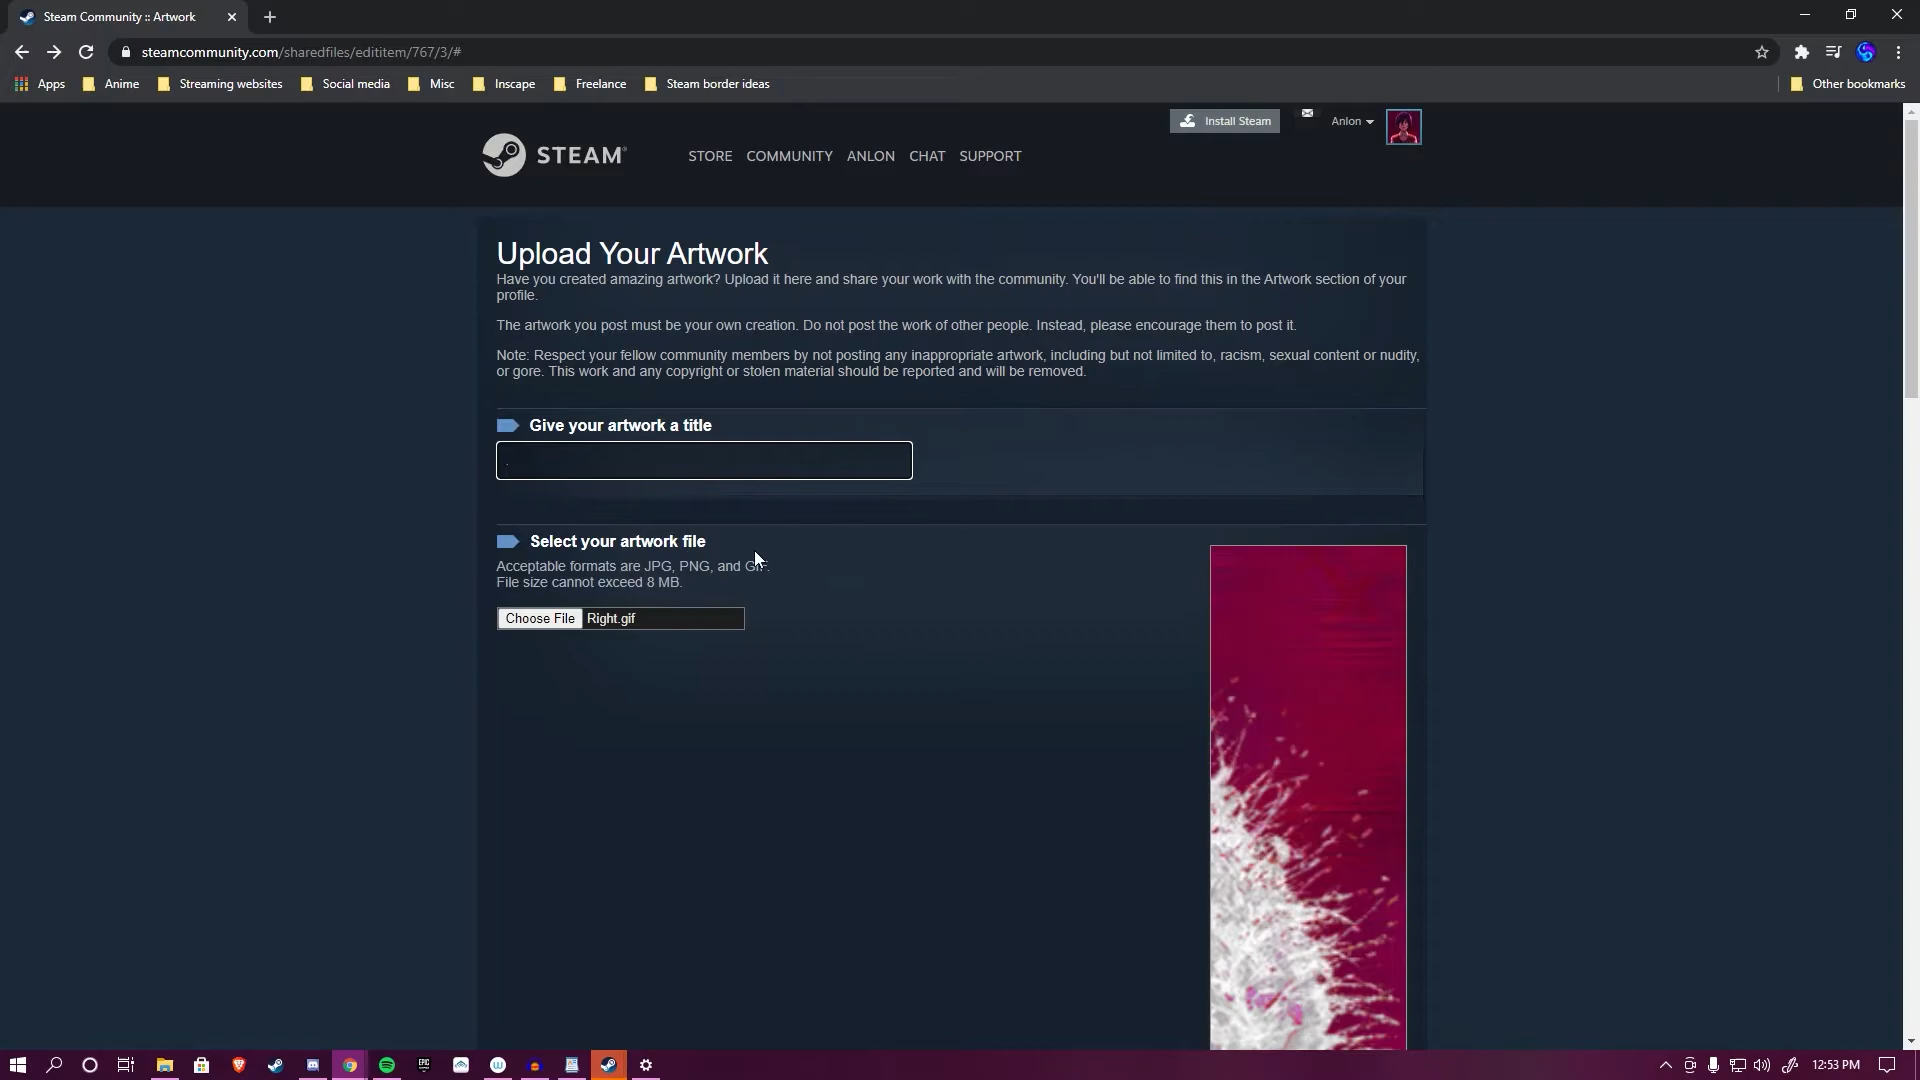 Steam Community :: Artwork
steamcommunity.com/sharedfiles/edititem/767/3/#
Apps Anime Streaming websites Social media Misc Inscape Freelance Steam border ideas Other bookmarks
Install Steam Anlon
STEAM® STORE COMMUNITY ANLON CHAT SUPPORT
Upload Your Artwork
Have you created amazing artwork? Upload it here and share your work with the community. You'll be able to find this in the Artwork section of your
profile.
The artwork you post must be your own creation. Do not post the work of other people. Instead, please encourage them to post it.
Note: Respect your fellow community members by not posting any inappropriate artwork, including but not limited to, racism, sexual content or nudity,
or gore. This work and any copyright or stolen material should be reported and will be removed.
Give your artwork a title
.
Select your artwork file
Acceptable formats are JPG, PNG, and GIF.
File size cannot exceed 8 MB.
Choose File Right.gif
EPIC GAMES W 12:53 PM